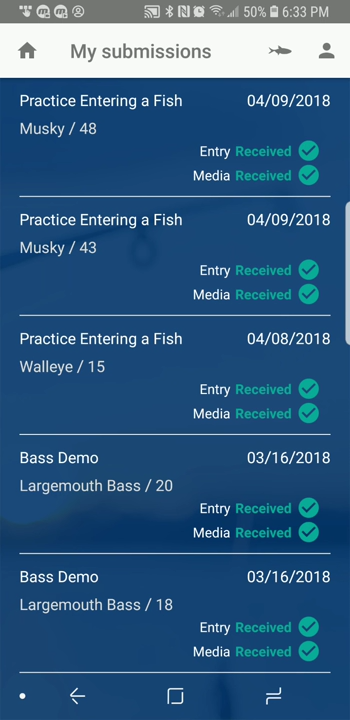 50% 6:33 PM
My submissions
Practice Entering a Fish 04/09/2018
Musky / 48
Entry Received
Media Received
Practice Entering a Fish 04/09/2018
Musky / 43
Entry Received
Media Received
Practice Entering a Fish 04/08/2018
Walleye / 15
Entry Received
Media Received
Bass Demo 03/16/2018
Largemouth Bass / 20
Entry Received
Media Received
Bass Demo 03/16/2018
Largemouth Bass / 18
Entry Received
Media Received